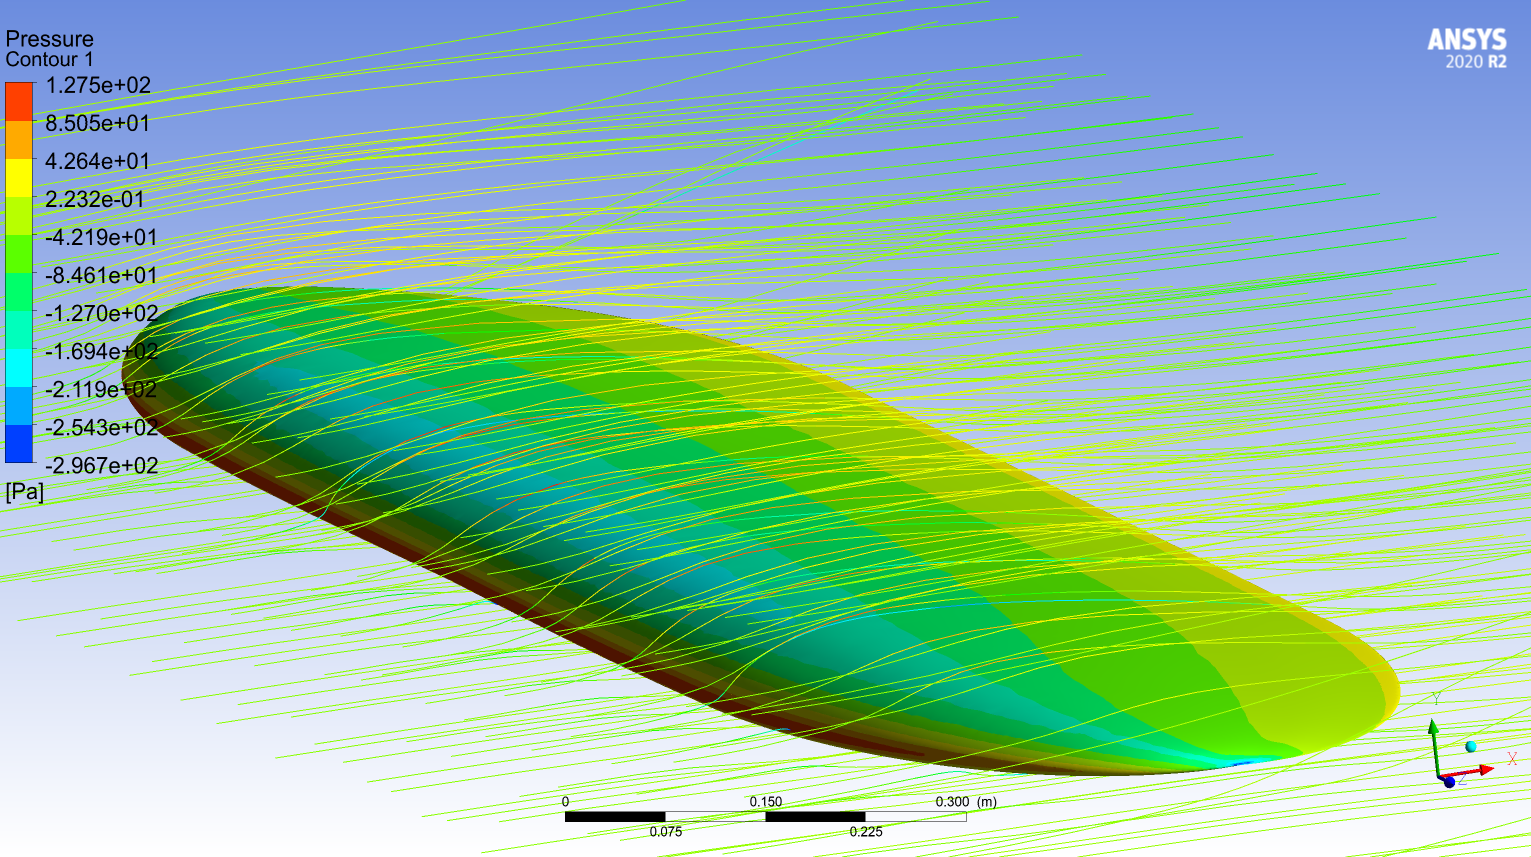 Pressure
Contour 1
1.275e+02
8.505e+01
4.264e+01
2.232e-01
-4.219e+01
-8.461e+01
-1.270e+02
-1.694e+02
-2.119e+02
-2.543e+02
-2.967e+02
[Pa]
ANSYS
2020 R2
0 0.150 0.300 (m)
0.075 0.225
Y
X
Z